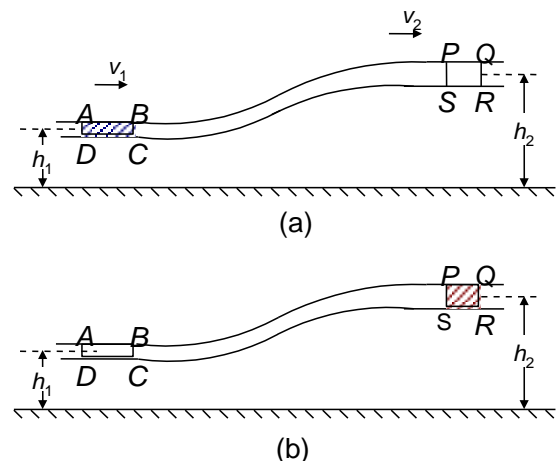 v₁ v₂ P Q
A B
S R
D C
h₁ h₂
(a)
P Q
A B
S R
D C
h₁ h₂
(b)